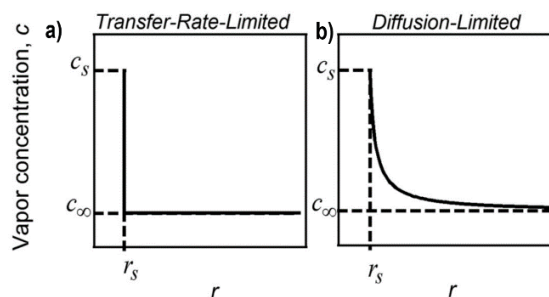 a) Transfer-Rate-Limited
b) Diffusion-Limited
Vapor concentration, c
c_s
c_∞
r_s
r
c_s
c_∞
r_s
r